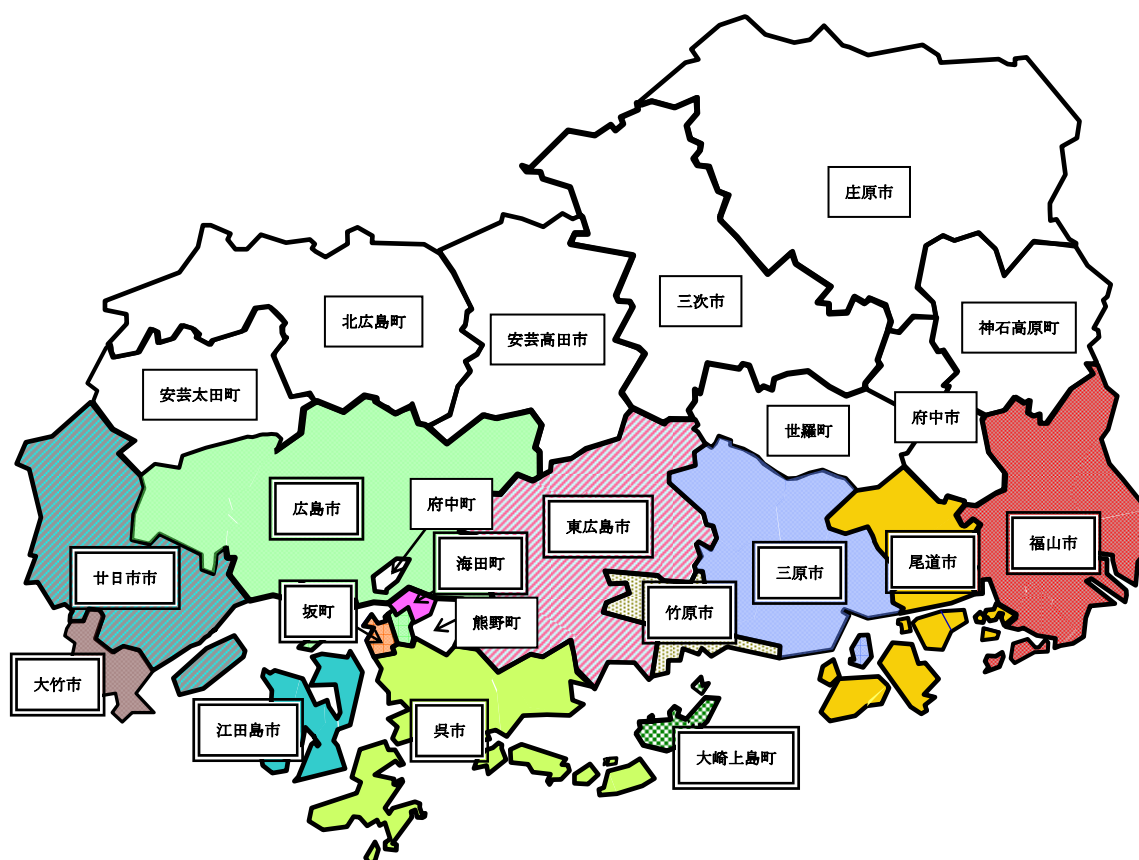 庄原市
三次市
北広島町
神石高原町
安芸高田市
安芸太田町
府中市
世羅町
府中町
広島市
東広島市
福山市
海田町
尾道市
三原市
廿日市市
坂町
竹原市
熊野町
大竹市
江田島市
呉市
大崎上島町